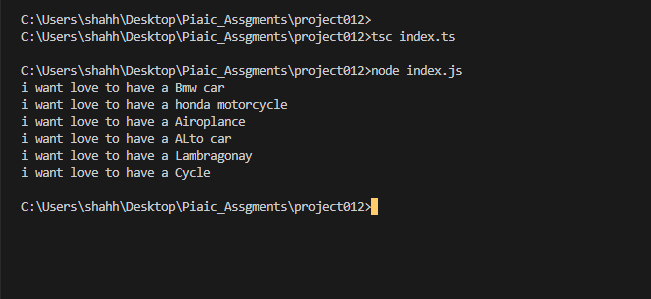 C:\Users\shahh\Desktop\Piaic_Assgments\project012>
C:\Users\shahh\Desktop\Piaic_Assgments\project012>tsc index.ts
C:\Users\shahh\Desktop\Piaic_Assgments\project012>node index.js
i want love to have a Bmw car
i want love to have a honda motorcycle
i want love to have a Airoplance
i want love to have a ALto car
i want love to have a Lambragonay
i want love to have a Cycle
C:\Users\shahh\Desktop\Piaic_Assgments\project012>